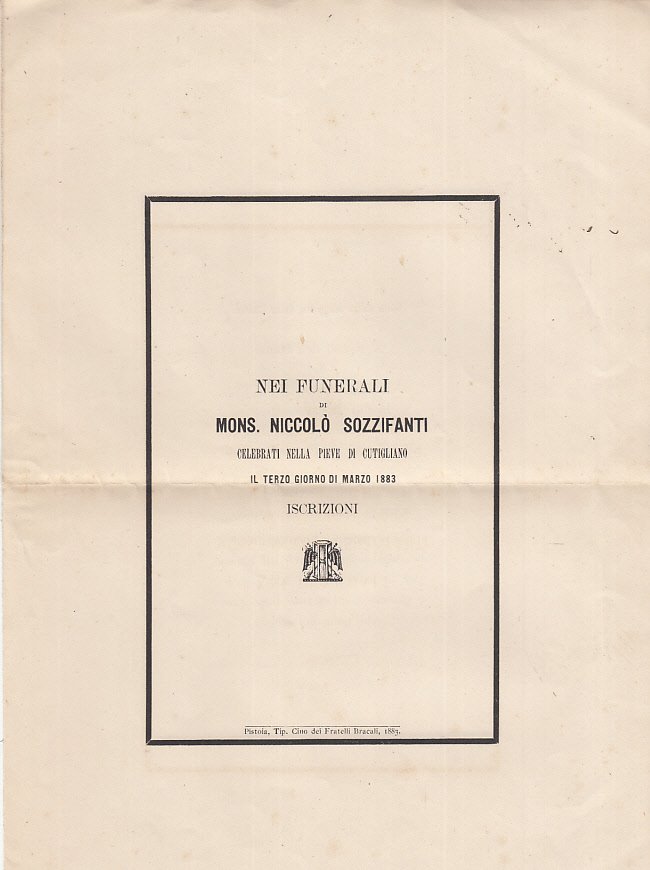 NEI FUNERALI
DI
MONS. NICCOLÒ SOZZIFANTI
CELEBRATI NELLA PIEVE DI CUTIGLIANO
IL TERZO GIORNO DI MARZO 1883
ISCRIZIONI
Pistoia, Tip. Cino dei Fratelli Bracali, 1883.